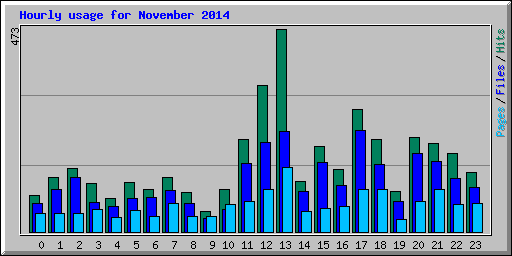 Hourly usage for November 2014
473
Pages/Files/Hits
0 1 2 3 4 5 6 7 8 9 10 11 12 13 14 15 16 17 18 19 20 21 22 23